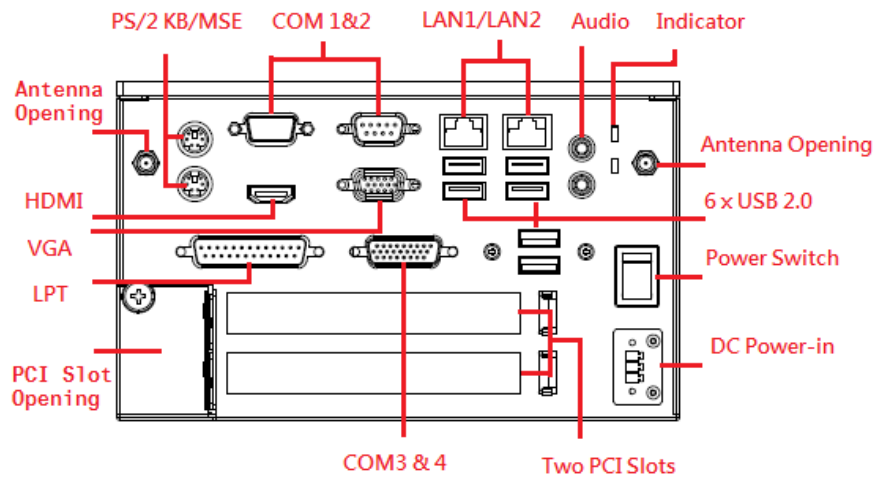 PS/2 KB/MSE
COM 1&2
LAN1/LAN2
Audio
Indicator
Antenna
Opening
Antenna Opening
HDMI
6 x USB 2.0
VGA
Power Switch
LPT
DC Power-in
PCI Slot
Opening
COM3 & 4
Two PCI Slots